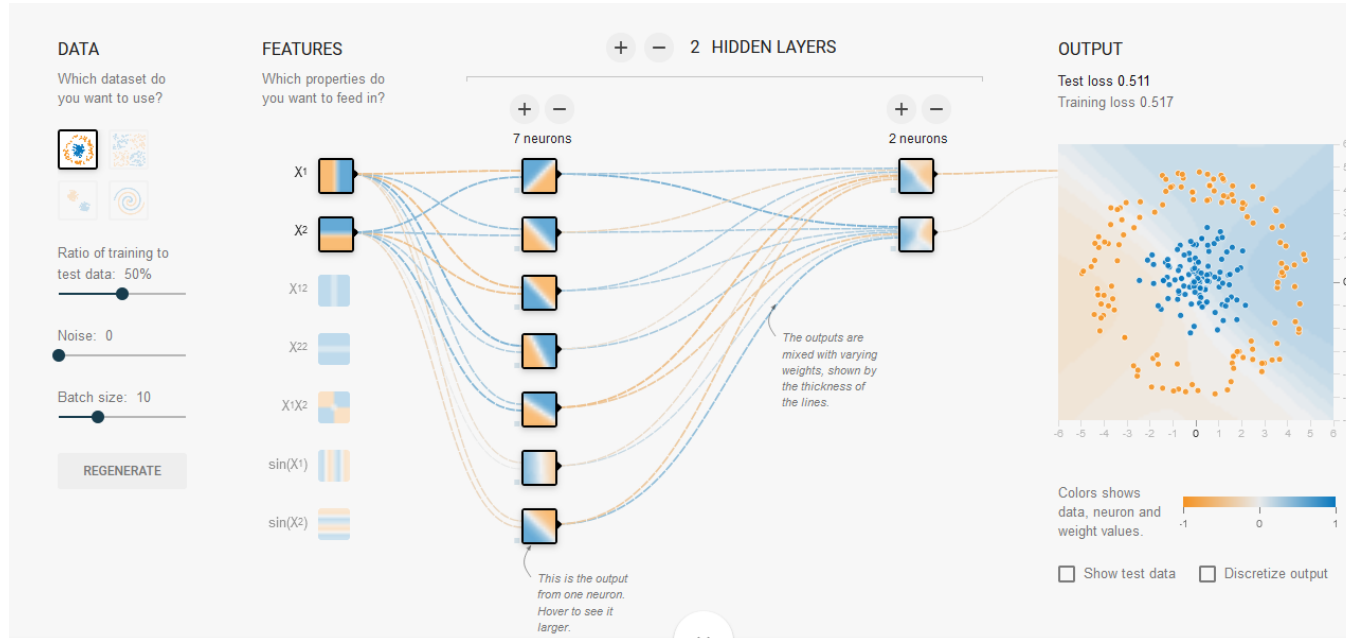 DATA
Which dataset do
you want to use?
Ratio of training to
test data: 50%
Noise: 0
Batch size: 10
REGENERATE
FEATURES
Which properties do
you want to feed in?
X1
X2
X12
X22
X1X2
sin(X1)
sin(X2)
+ − 2 HIDDEN LAYERS
+ −
7 neurons
+ −
2 neurons
The outputs are
mixed with varying
weights, shown by
the thickness of
the lines.
This is the output
from one neuron.
Hover to see it
larger.
OUTPUT
Test loss 0.511
Training loss 0.517
-6 -5 -4 -3 -2 -1 0 1 2 3 4 5 6
Colors shows
data, neuron and
weight values.
-1 0 1
Show test data
Discretize output